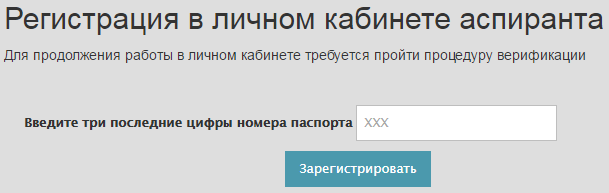 Регистрация в личном кабинете аспиранта
Для продолжения работы в личном кабинете требуется пройти процедуру верификации
Введите три последние цифры номера паспорта XXX
Зарегистрировать